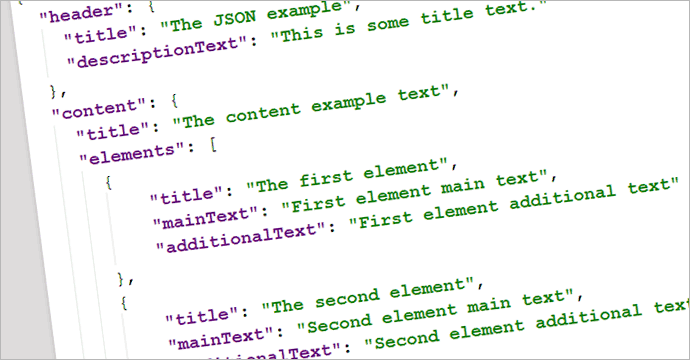 {
"header": {
"title": "The JSON example",
"descriptionText": "This is some title text."
},
"content": {
"title": "The content example text",
"elements": [
{
"title": "The first element",
"mainText": "First element main text",
"additionalText": "First element additional text"
},
{
"title": "The second element",
"mainText": "Second element main text",
"Second element additional